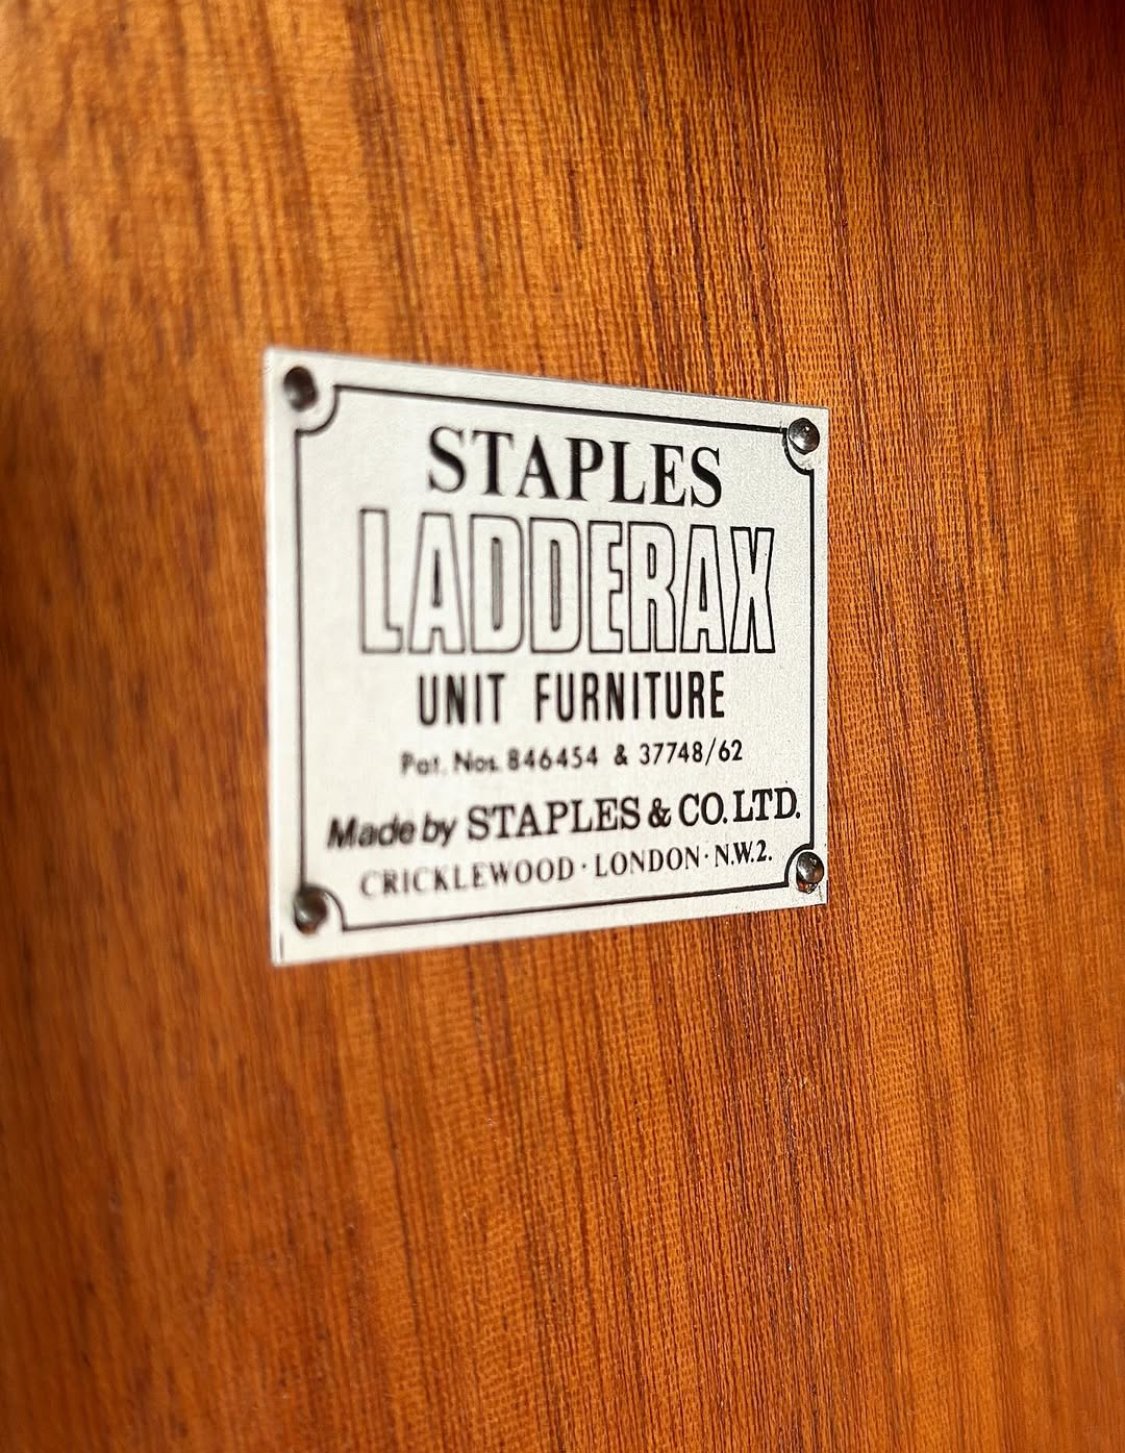 STAPLES
LADDERAX
UNIT FURNITURE
Pat. Nos. 846454 & 37748/62
Made by STAPLES & CO. LTD.
CRICKLEWOOD · LONDON · N.W.2.